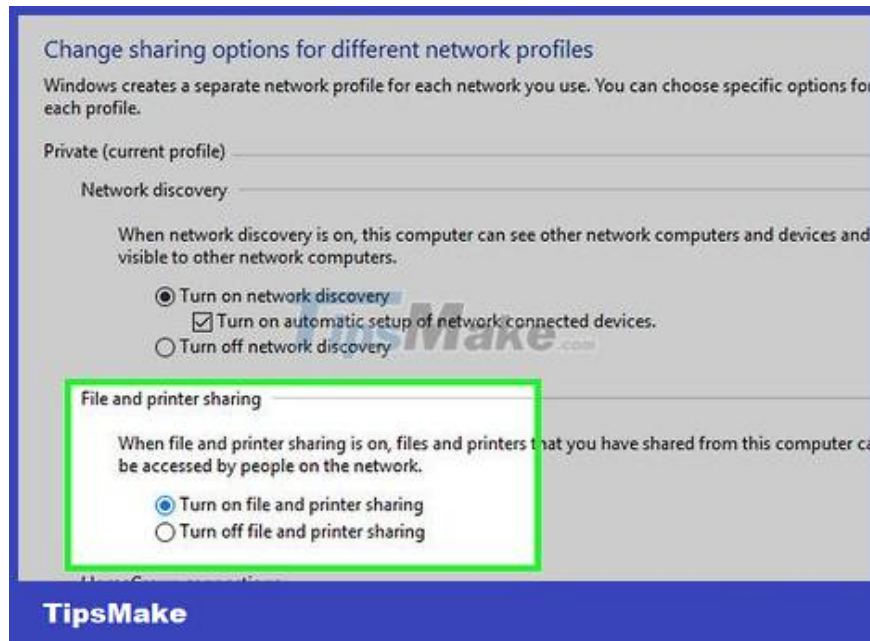 Change sharing options for different network profiles
Windows creates a separate network profile for each network you use. You can choose specific options for
each profile.
Private (current profile)
Network discovery
When network discovery is on, this computer can see other network computers and devices and
visible to other network computers.
Turn on network discovery
Turn on automatic setup of network connected devices.
Turn off network discovery
TipsMake.com
File and printer sharing
When file and printer sharing is on, files and printers that you have shared from this computer ca
be accessed by people on the network.
Turn on file and printer sharing
Turn off file and printer sharing
HomeGroup connections
TipsMake